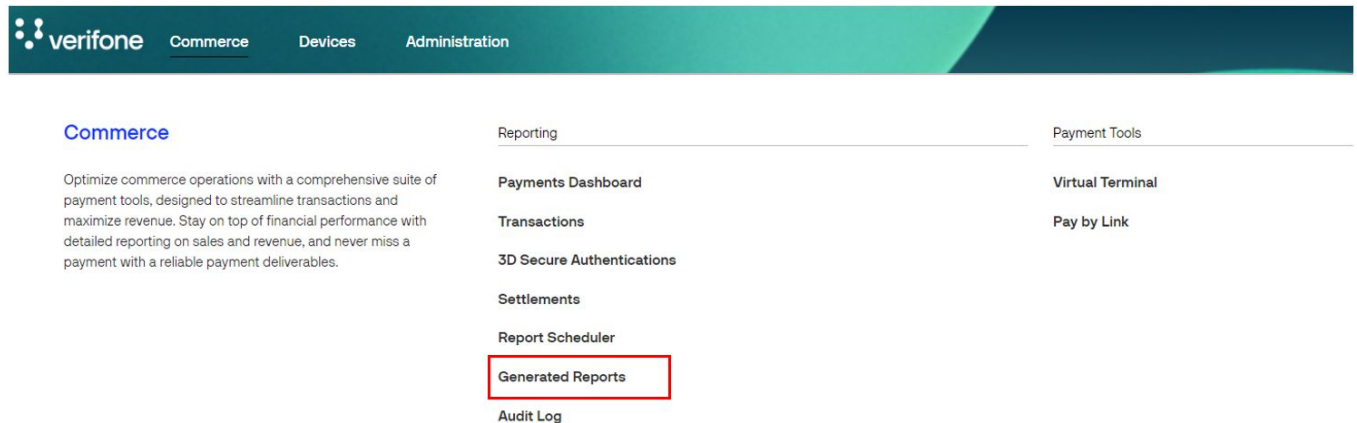 verifone Commerce Devices Administration
Commerce
Optimize commerce operations with a comprehensive suite of
payment tools, designed to streamline transactions and
maximize revenue. Stay on top of financial performance with
detailed reporting on sales and revenue, and never miss a
payment with a reliable payment deliverables.
Reporting
Payments Dashboard
Transactions
3D Secure Authentications
Settlements
Report Scheduler
Generated Reports
Audit Log
Payment Tools
Virtual Terminal
Pay by Link